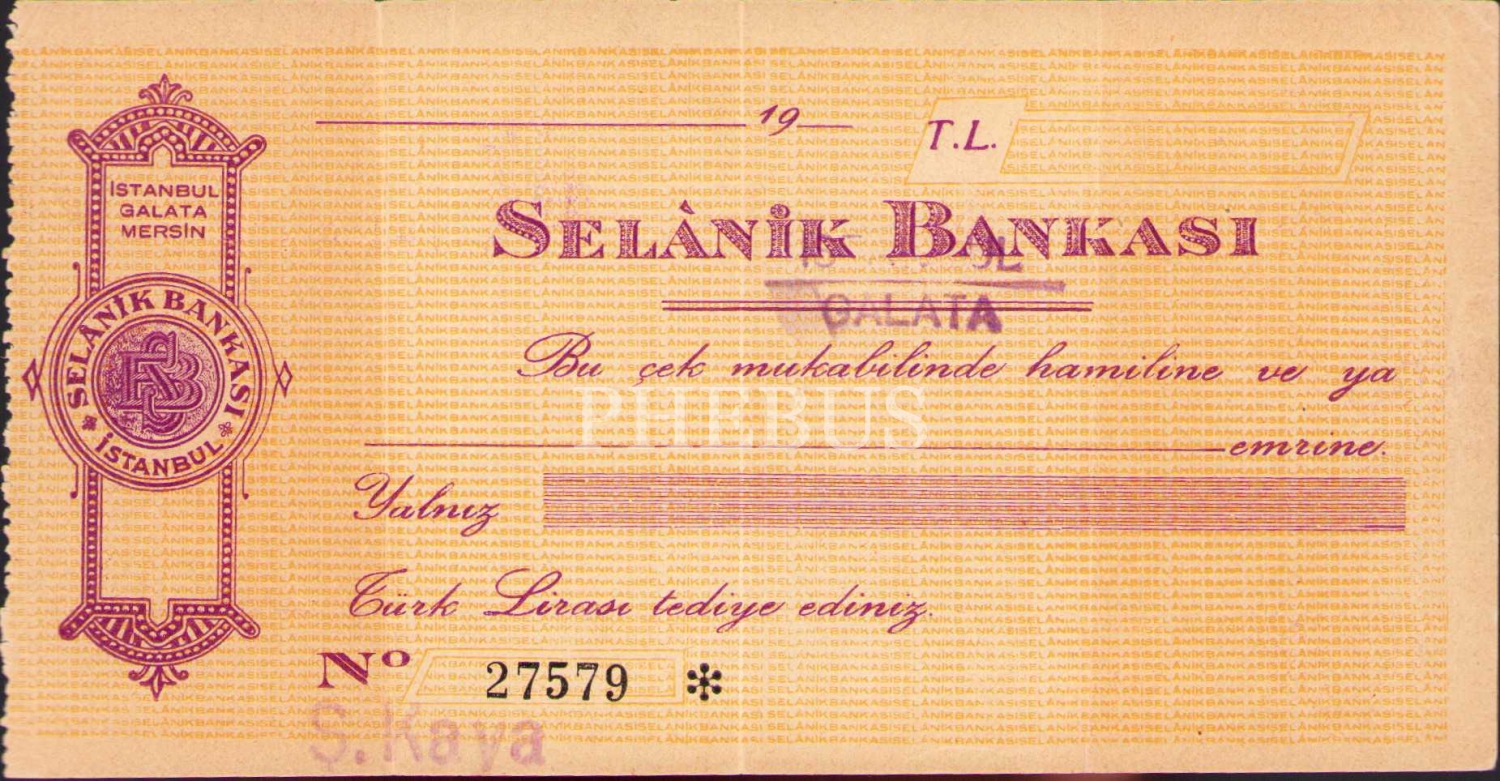 19
T.L.
İSTANBUL
GALATA
MERSİN
SELÀNİK BANKASI
GALATA
SELÂNİK BANKASI
İSTANBUL
Bu çek mukabilinde hamiline ve ya
PHEBUS
emrine.
Yalnız
Türk Lirası tediye ediniz.
Nº 27579 *
S. Kaya